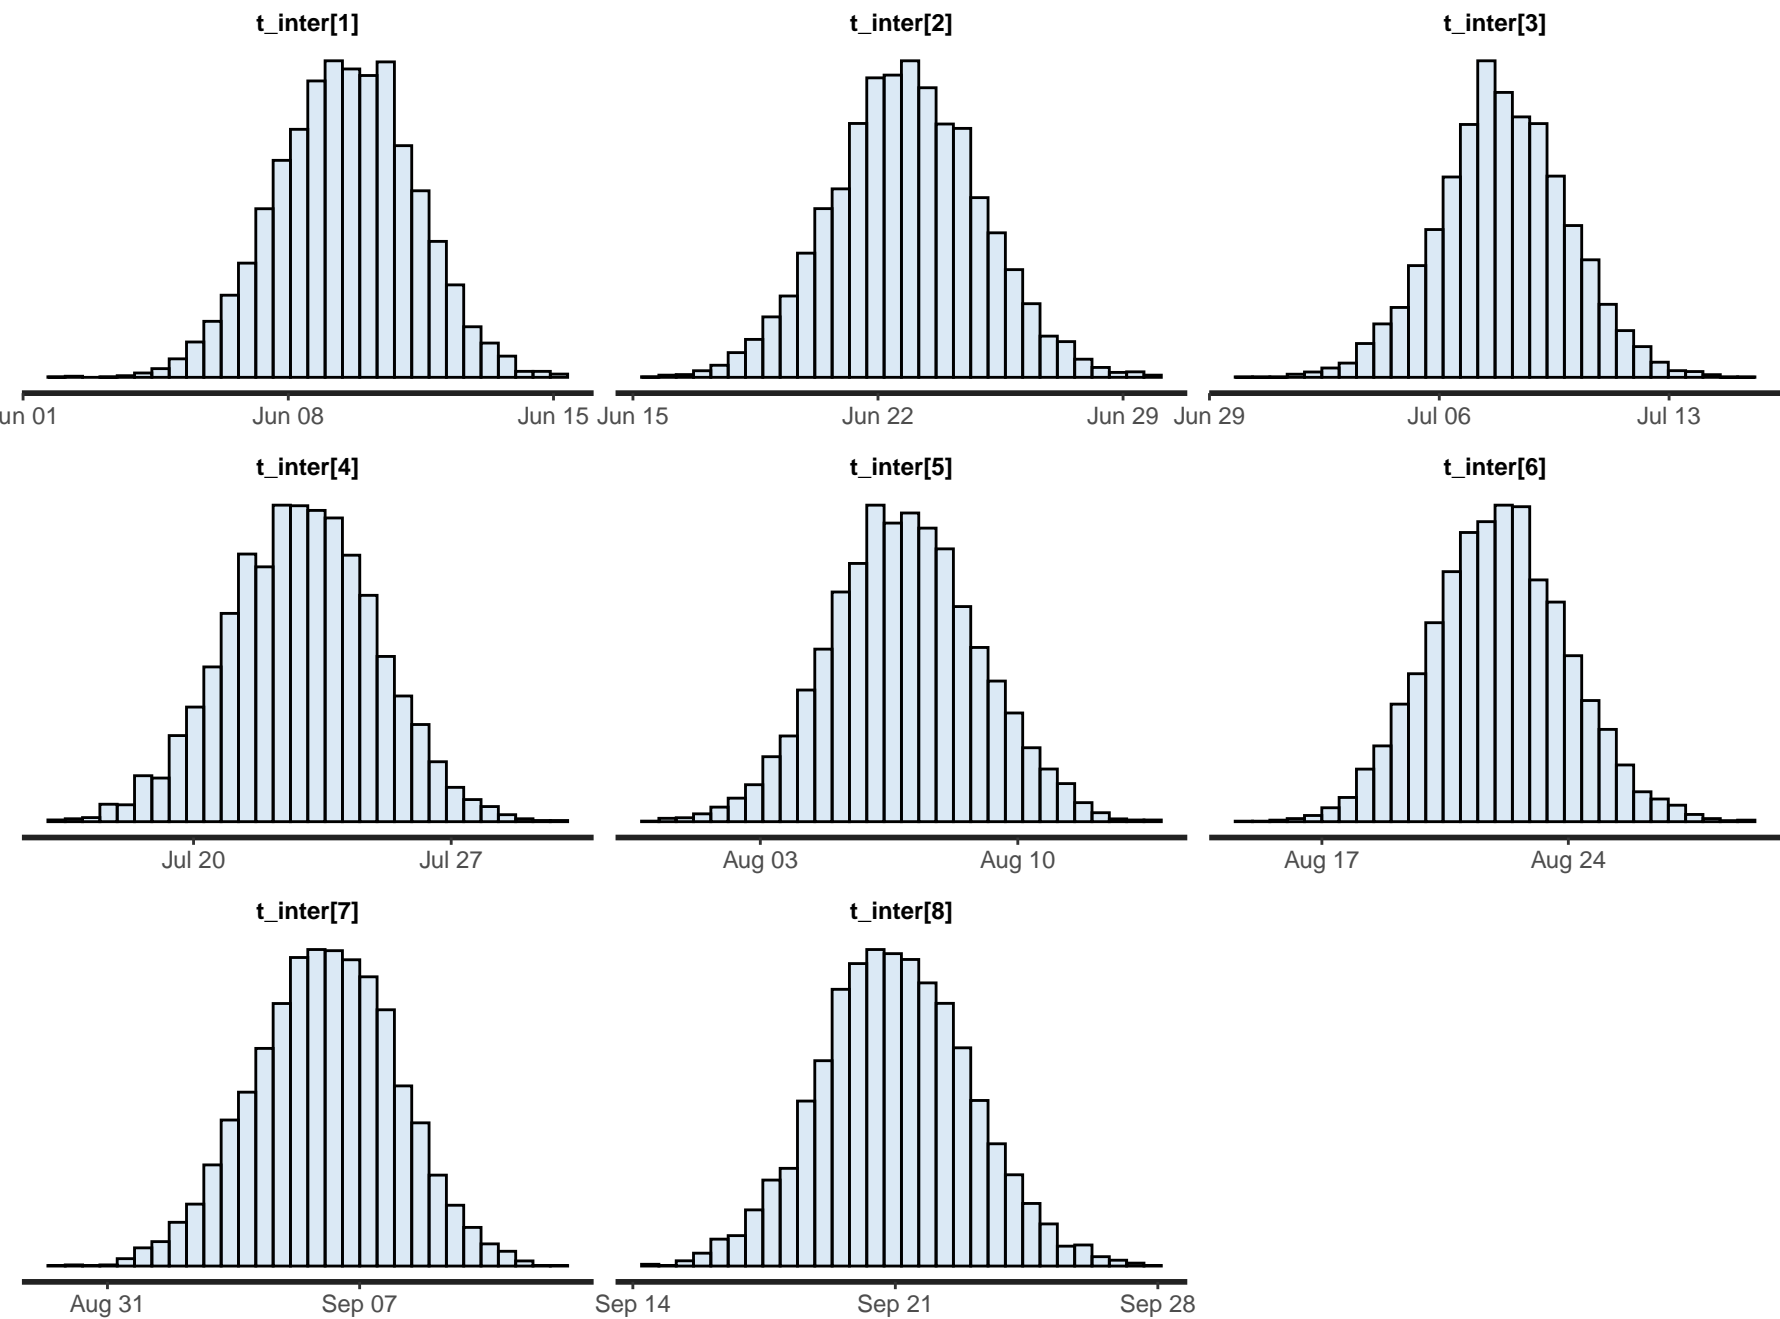 t_inter[1] t_inter[2] t_inter[3]
un 01 Jun 08 Jun 15 Jun 15 Jun 22 Jun 29 Jun 29 Jul 06 Jul 13
t_inter[4] t_inter[5] t_inter[6]
Jul 20 Jul 27 Aug 03 Aug 10 Aug 17 Aug 24
t_inter[7] t_inter[8]
Aug 31 Sep 07 Sep 14 Sep 21 Sep 28